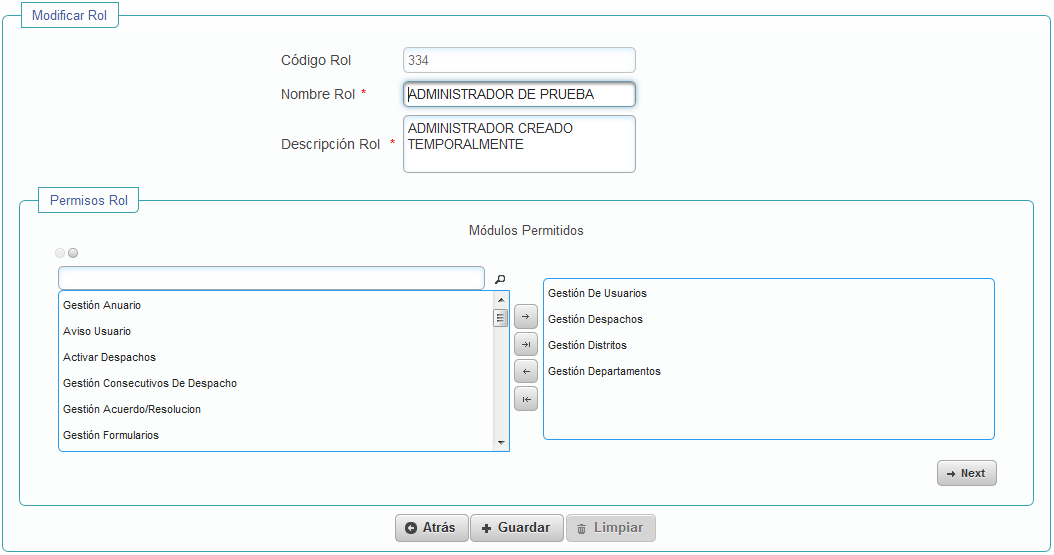 Modificar Rol
Código Rol
334
Nombre Rol *
ADMINISTRADOR DE PRUEBA
Descripción Rol *
ADMINISTRADOR CREADO
TEMPORALMENTE
Permisos Rol
Módulos Permitidos
Gestión Anuario
Aviso Usuario
Activar Despachos
Gestión Consecutivos De Despacho
Gestión Acuerdo/Resolucion
Gestión Formularios
Gestión De Usuarios
Gestión Despachos
Gestión Distritos
Gestión Departamentos
Next
Atrás
Guardar
Limpiar